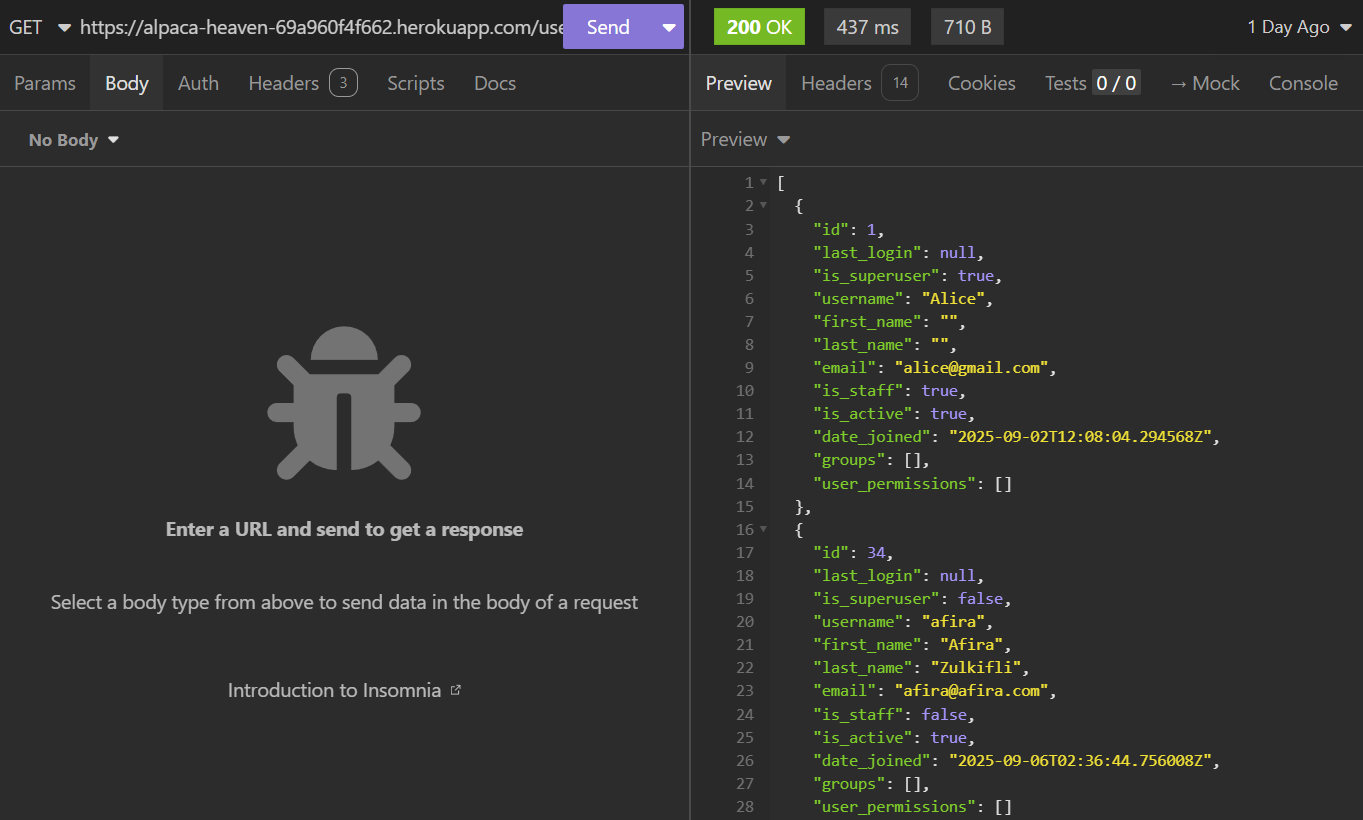 GET https://alpaca-heaven-69a960f4f662.herokuapp.com/use Send
Params Body Auth Headers 3 Scripts Docs
No Body
Enter a URL and send to get a response
Select a body type from above to send data in the body of a request
Introduction to Insomnia
200 OK 437 ms 710 B 1 Day Ago
Preview Headers 14 Cookies Tests 0 / 0 → Mock Console
Preview
1 [
2 {
3 "id": 1,
4 "last_login": null,
5 "is_superuser": true,
6 "username": "Alice",
7 "first_name": "",
8 "last_name": "",
9 "email": "alice@gmail.com",
10 "is_staff": true,
11 "is_active": true,
12 "date_joined": "2025-09-02T12:08:04.294568Z",
13 "groups": [],
14 "user_permissions": []
15 },
16 {
17 "id": 34,
18 "last_login": null,
19 "is_superuser": false,
20 "username": "afira",
21 "first_name": "Afira",
22 "last_name": "Zulkifli",
23 "email": "afira@afira.com",
24 "is_staff": false,
25 "is_active": true,
26 "date_joined": "2025-09-06T02:36:44.756008Z",
27 "groups": [],
28 "user_permissions": []